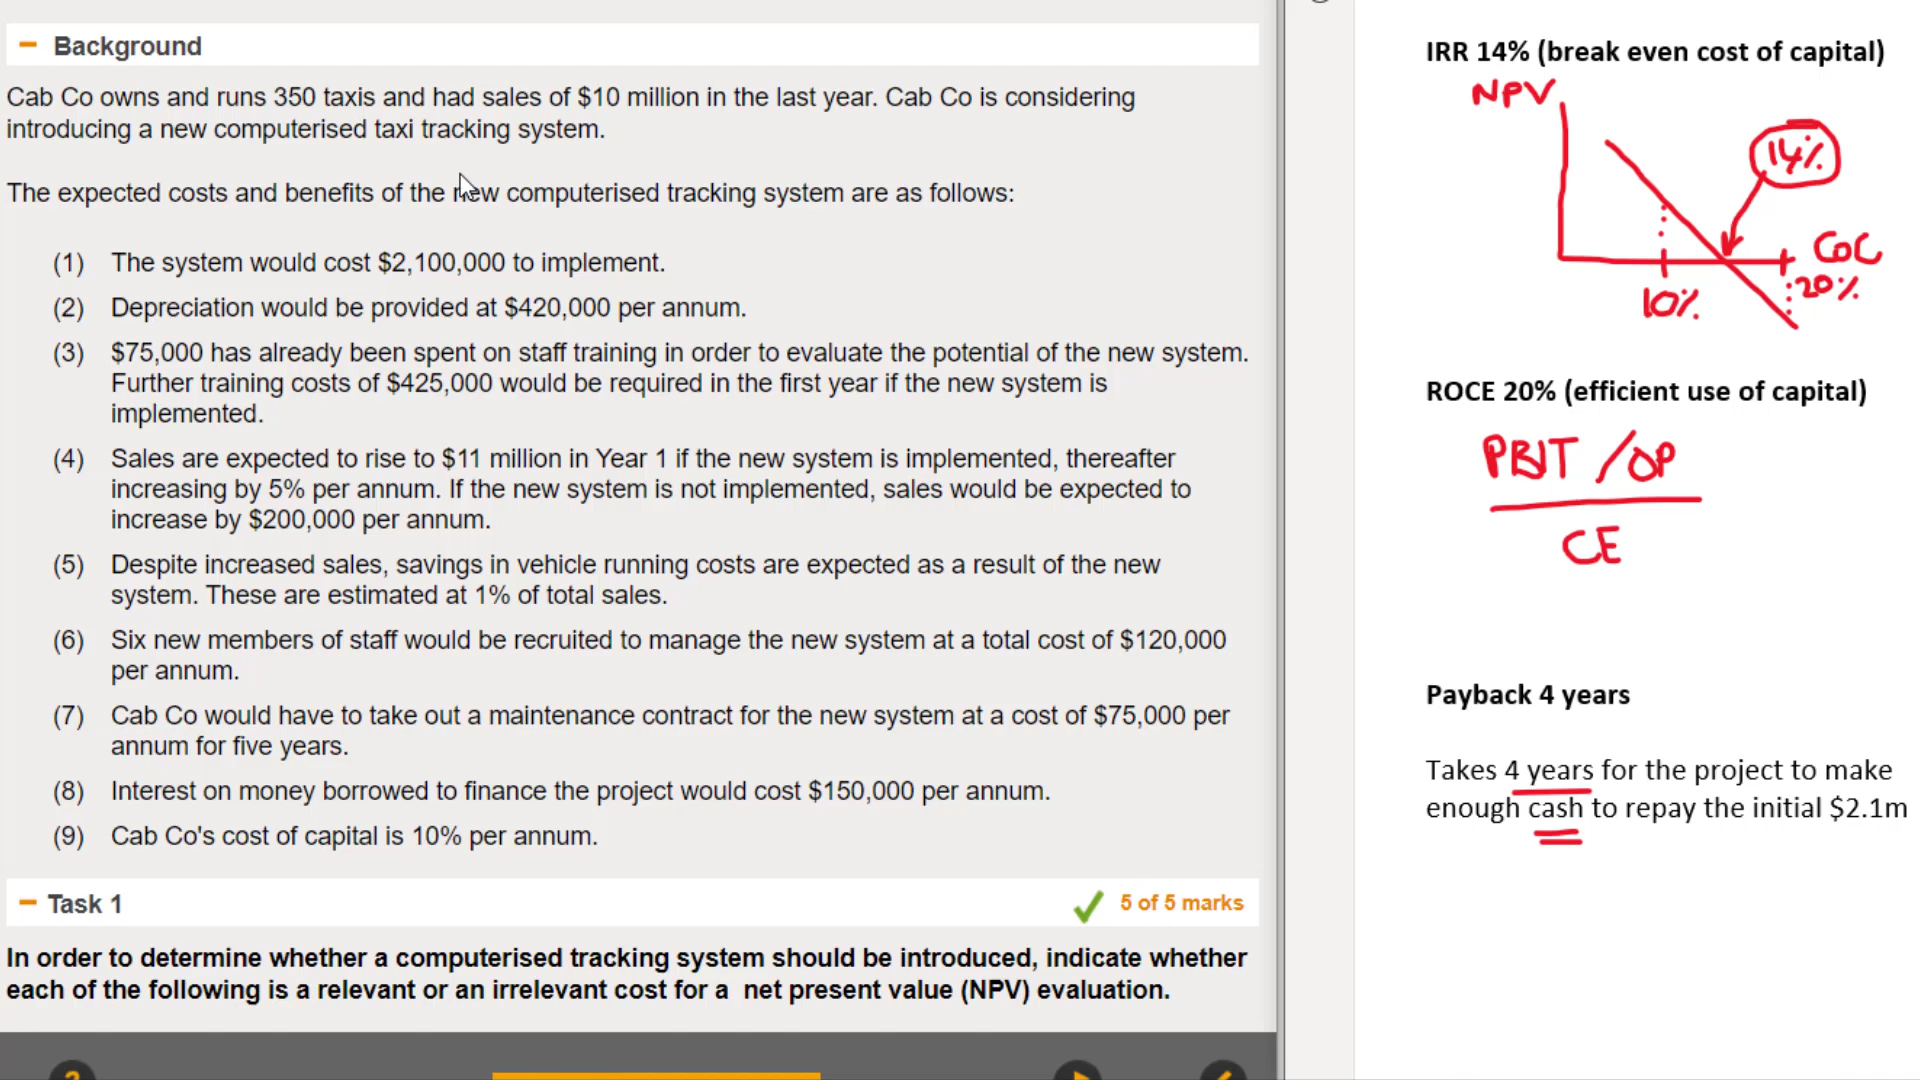 Background
Cab Co owns and runs 350 taxis and had sales of $10 million in the last year. Cab Co is considering
introducing a new computerised taxi tracking system.
The expected costs and benefits of the new computerised tracking system are as follows:
(1) The system would cost $2,100,000 to implement.
(2) Depreciation would be provided at $420,000 per annum.
(3) $75,000 has already been spent on staff training in order to evaluate the potential of the new system.
Further training costs of $425,000 would be required in the first year if the new system is
implemented.
(4) Sales are expected to rise to $11 million in Year 1 if the new system is implemented, thereafter
increasing by 5% per annum. If the new system is not implemented, sales would be expected to
increase by $200,000 per annum.
(5) Despite increased sales, savings in vehicle running costs are expected as a result of the new
system. These are estimated at 1% of total sales.
(6) Six new members of staff would be recruited to manage the new system at a total cost of $120,000
per annum.
(7) Cab Co would have to take out a maintenance contract for the new system at a cost of $75,000 per
annum for five years.
(8) Interest on money borrowed to finance the project would cost $150,000 per annum.
(9) Cab Co's cost of capital is 10% per annum.
Task 1
5 of 5 marks
In order to determine whether a computerised tracking system should be introduced, indicate whether
each of the following is a relevant or an irrelevant cost for a net present value (NPV) evaluation.
IRR 14% (break even cost of capital)
NPV
14%
COC
10%
20%
ROCE 20% (efficient use of capital)
PBIT / OP
CE
Payback 4 years
Takes 4 years for the project to make
enough cash to repay the initial $2.1m